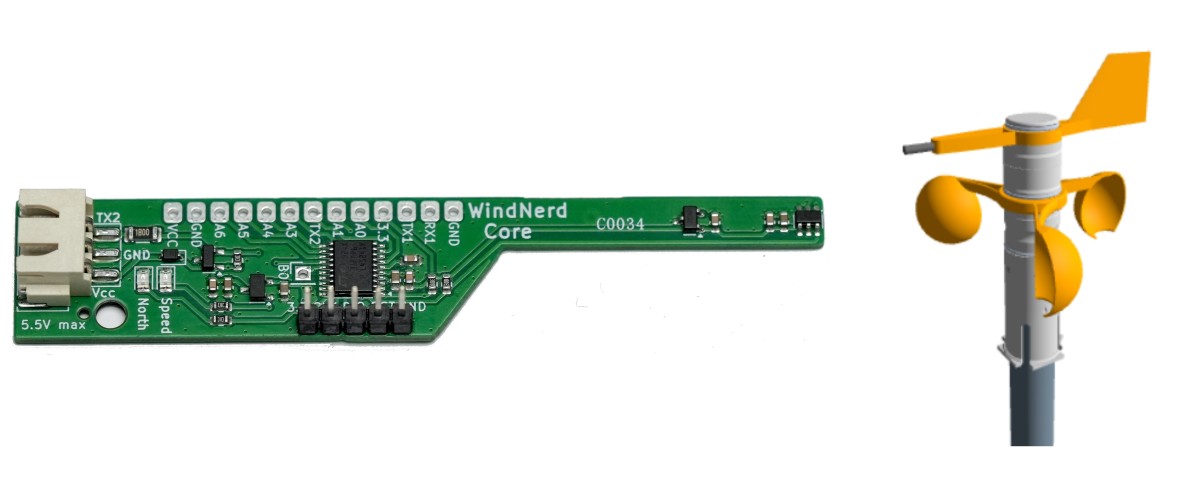 TX2
GND
Vcc
5.5V max
North
Speed
1800
VCC
GND
A6
A5
A4
A3
TX2
A1
A0
3.3
TX1
RX1
GND
WindNerd
Core
C0034